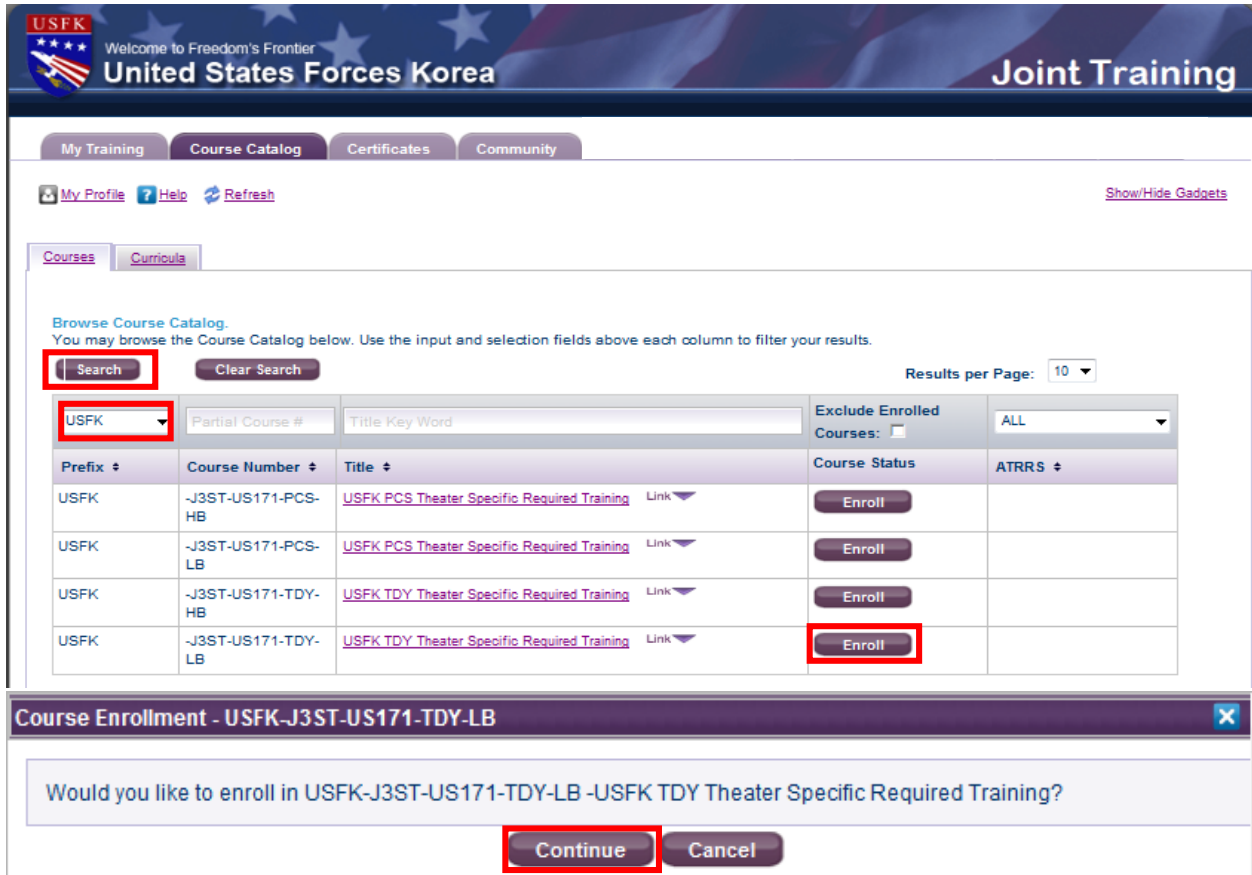 USFK
Welcome to Freedom's Frontier
United States Forces Korea
Joint Training
My Training Course Catalog Certificates Community
My Profile ? Help Refresh Show/Hide Gadgets
Courses Curricula
Browse Course Catalog.
You may browse the Course Catalog below. Use the input and selection fields above each column to filter your results.
Search Clear Search Results per Page: 10
USFK Partial Course # Title Key Word Exclude Enrolled Courses: ALL
Prefix Course Number Title Course Status ATRRS
USFK -J3ST-US171-PCS- USFK PCS Theater Specific Required Training Link Enroll
HB
USFK -J3ST-US171-PCS- USFK PCS Theater Specific Required Training Link Enroll
LB
USFK -J3ST-US171-TDY- USFK TDY Theater Specific Required Training Link Enroll
HB
USFK -J3ST-US171-TDY- USFK TDY Theater Specific Required Training Link Enroll
LB
Course Enrollment - USFK-J3ST-US171-TDY-LB
Would you like to enroll in USFK-J3ST-US171-TDY-LB -USFK TDY Theater Specific Required Training?
Continue Cancel